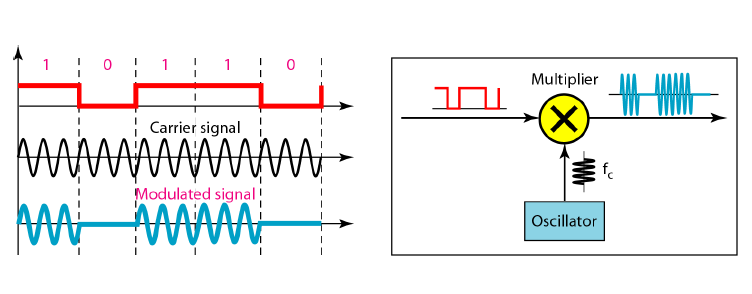 1 0 1 1 0
Carrier signal
Modulated signal
Multiplier
fc
Oscillator